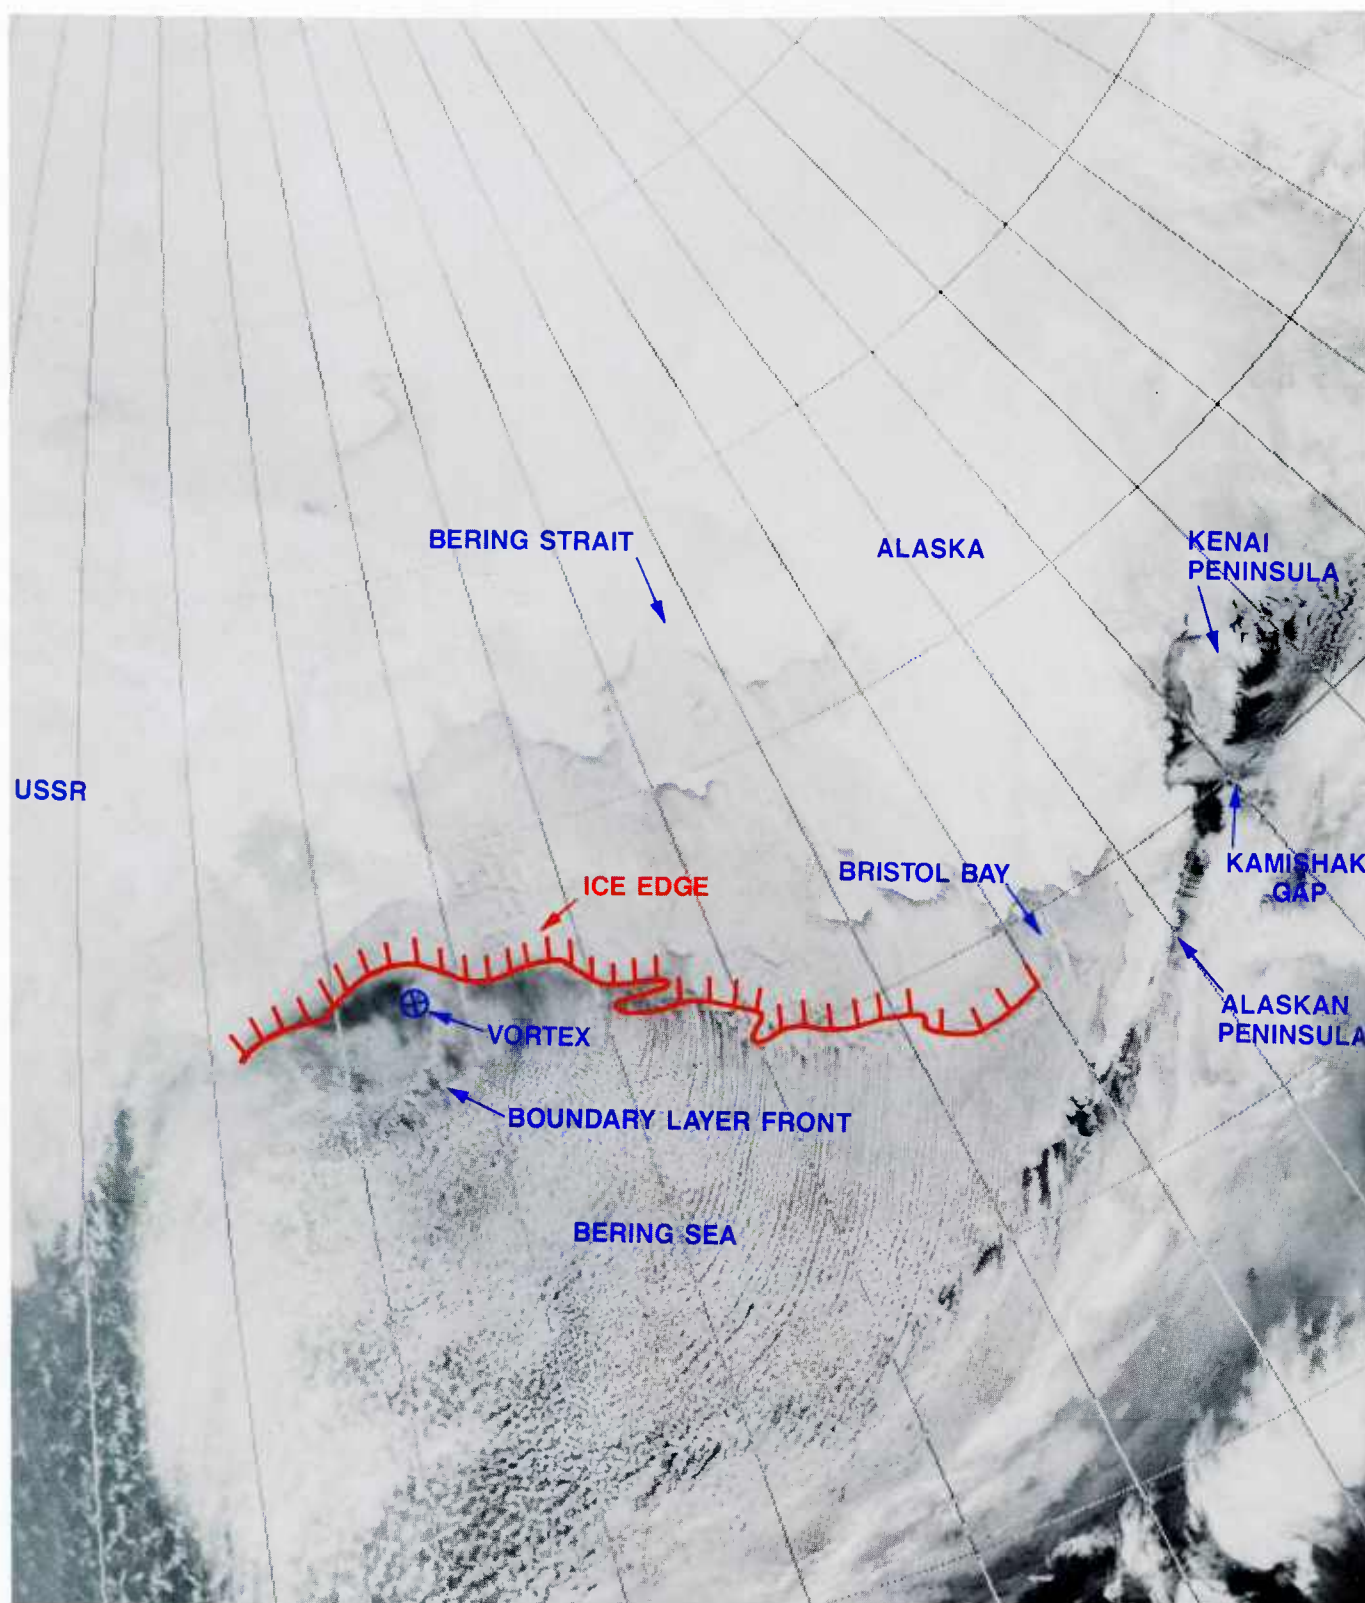 BERING STRAIT
ALASKA
KENAI
PENINSULA
USSR
ICE EDGE
BRISTOL BAY
KAMISHAK
GAP
VORTEX
ALASKAN
PENINSULA
BOUNDARY LAYER FRONT
BERING SEA